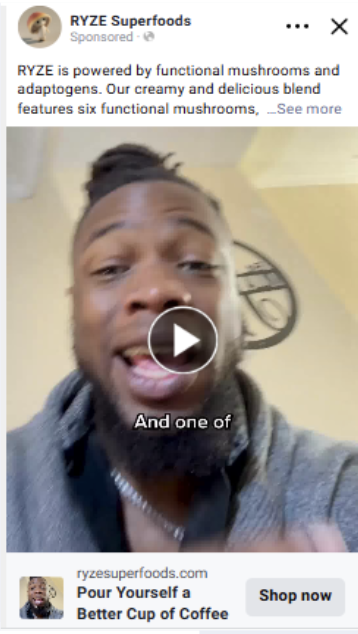 RYZE Superfoods
Sponsored ·
RYZE is powered by functional mushrooms and
adaptogens. Our creamy and delicious blend
features six functional mushrooms, ...See more
And one of
ryzesuperfoods.com
Pour Yourself a
Better Cup of Coffee
Shop now